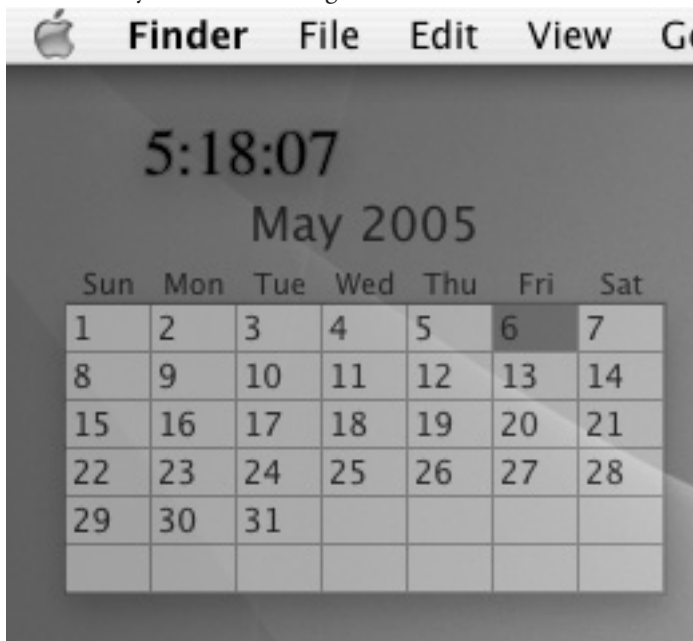 Finder File Edit View
5:18:07
May 2005
Sun Mon Tue Wed Thu Fri Sat
1 2 3 4 5 6 7
8 9 10 11 12 13 14
15 16 17 18 19 20 21
22 23 24 25 26 27 28
29 30 31